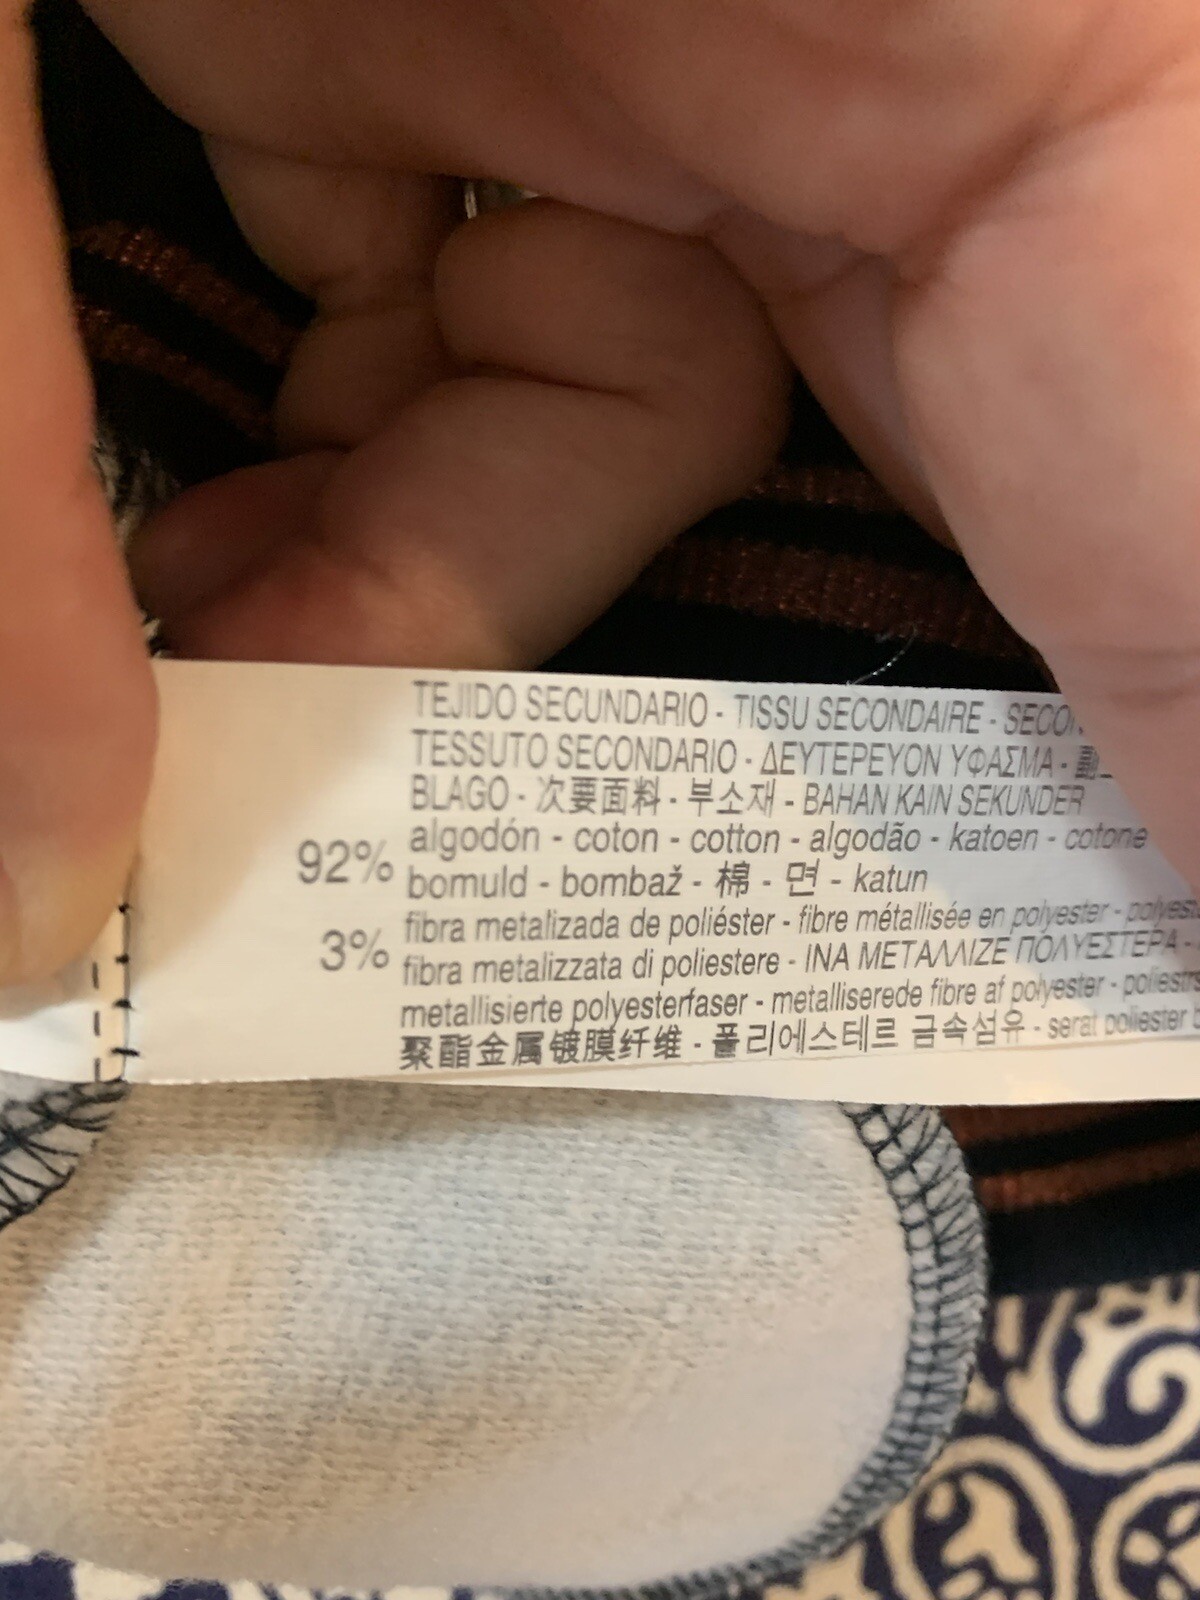 TEJIDO SECUNDARIO - TISSU SECONDAIRE -
TESSUTO SECONDARIO - ΔΕΥΤΕΡΕΥΟΝ ΥΦΑΣΜΑ -
BLAGO - 次要面料 - 부소재 - BAHAN KAIN SEKUNDER
92% algodón - coton - cotton - algodão - katoen - cotone
bomuld - bombaž - 棉 - 면 - katun
3% fibra metalizada de poliéster - fibre métallisée en polyester -
fibra metalizzata di poliestere - ΙΝΑ ΜΕΤΑΛΛΙΖΕ ΠΟΛΥΕΣΤΕΡΑ -
metallisierte polyesterfaser - metalliserede fibre af polyester -
聚酯金属镀膜纤维 - 폴리에스테르 금속섬유 - serat poliester